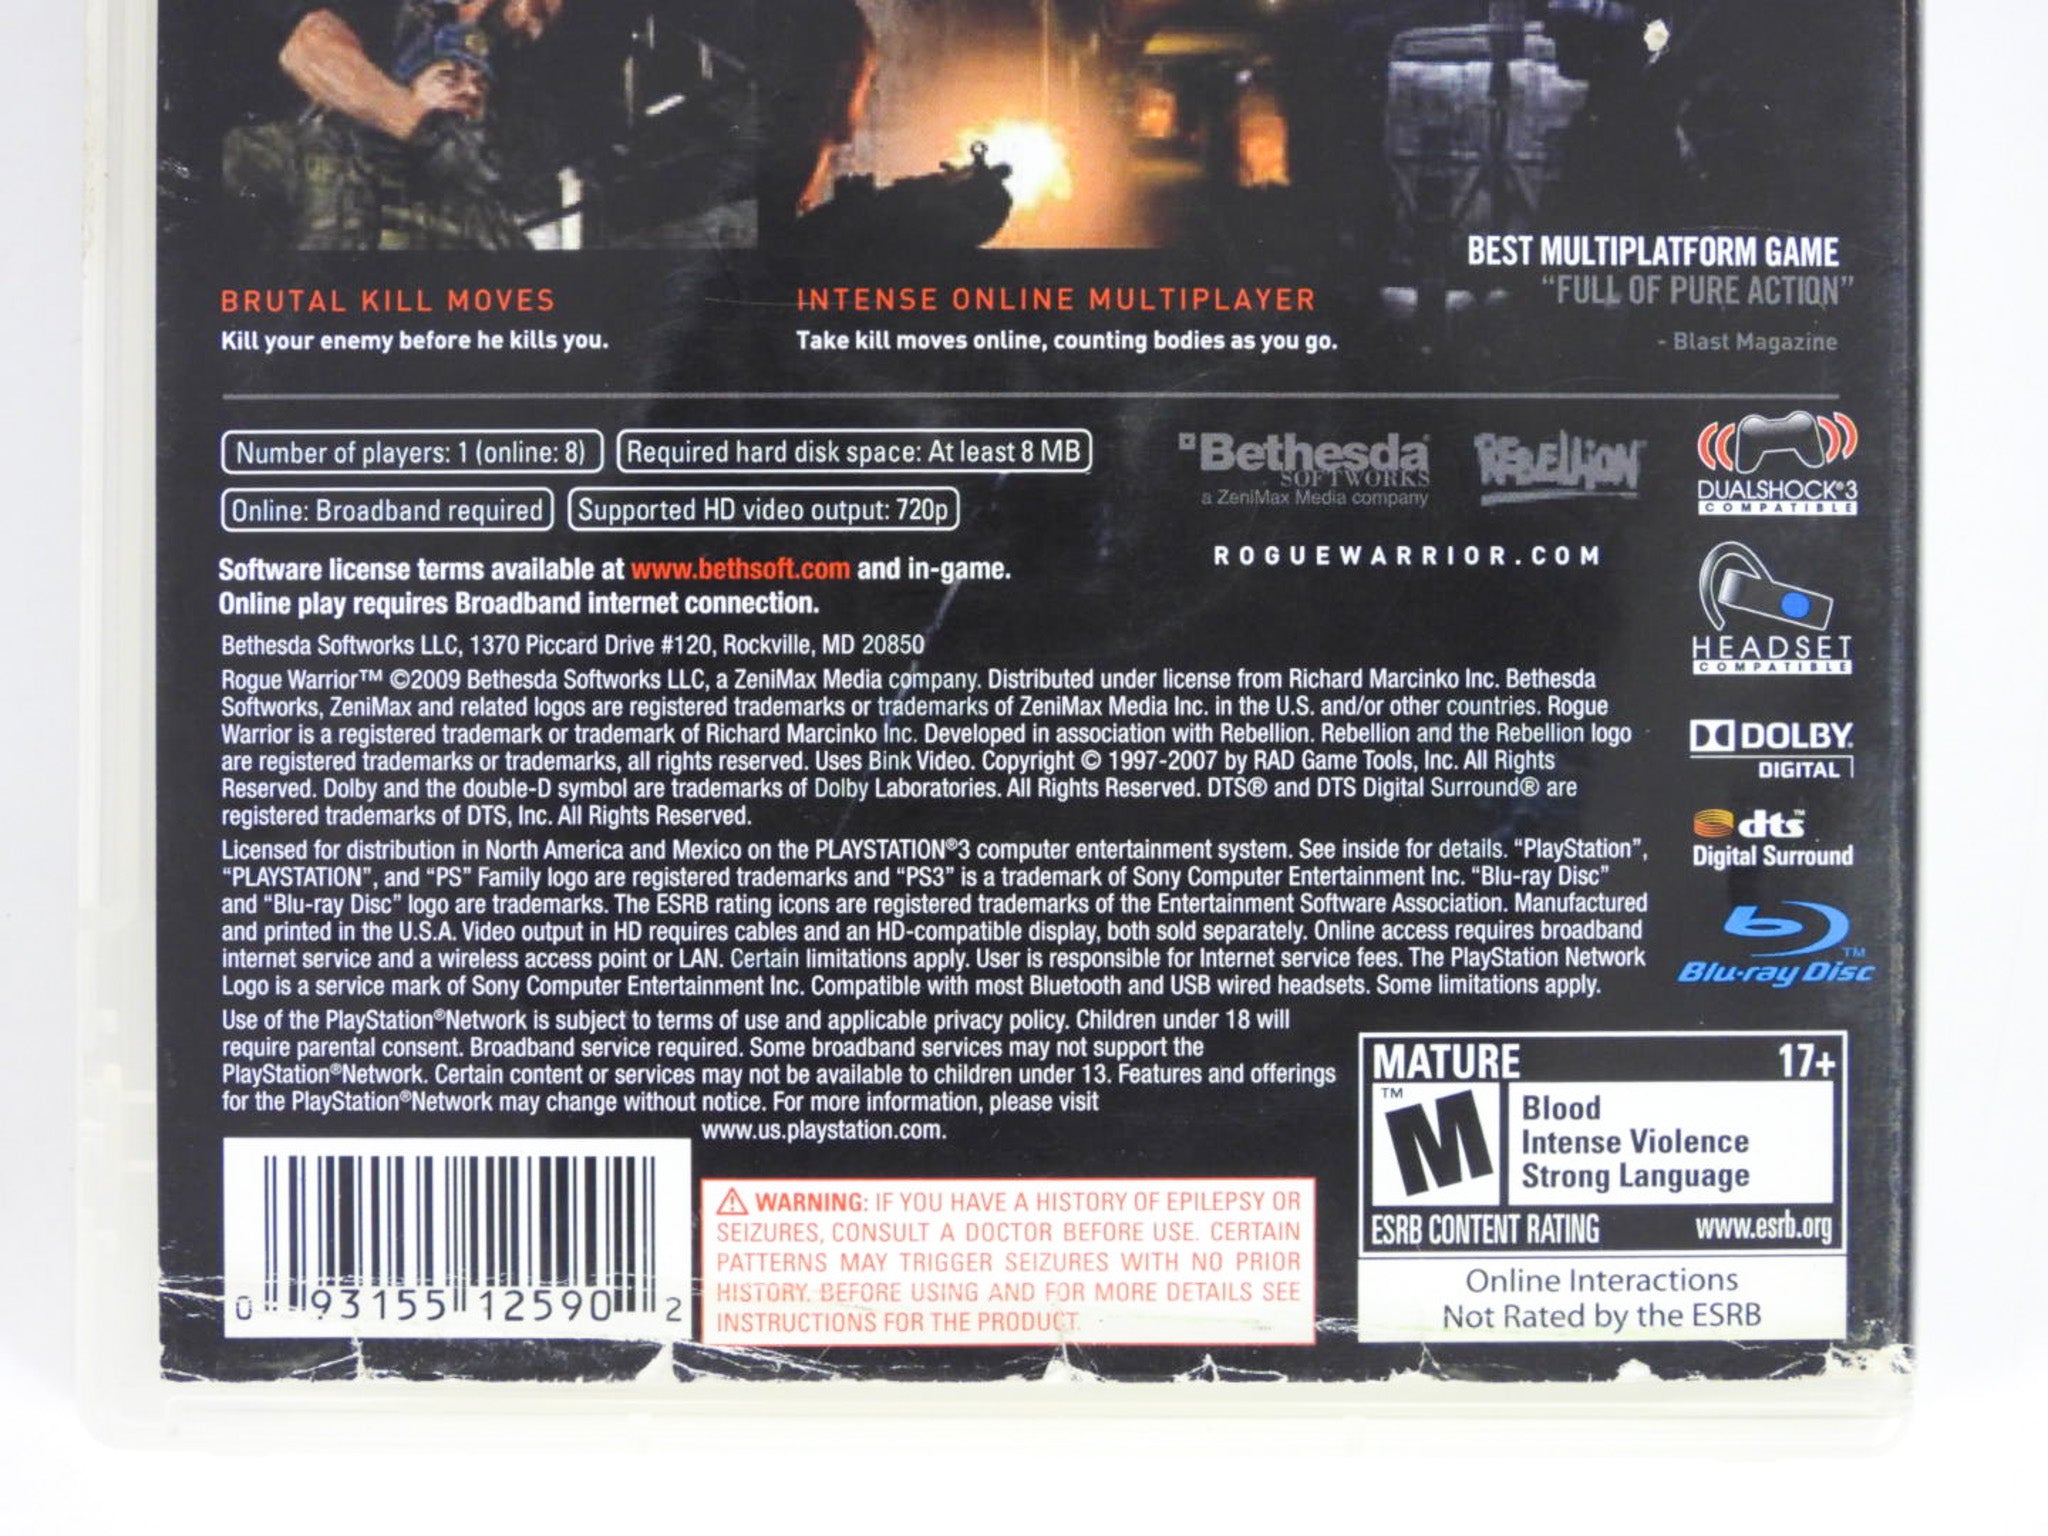 BRUTAL KILL MOVES
Kill your enemy before he kills you.
INTENSE ONLINE MULTIPLAYER
Take kill moves online, counting bodies as you go.
BEST MULTIPLATFORM GAME
“FULL OF PURE ACTION”
- Blast Magazine
Number of players: 1 (online: 8)
Required hard disk space: At least 8 MB
Online: Broadband required
Supported HD video output: 720p
Bethesda
SOFTWORKS
a ZeniMax Media company
REBELLION
ROGUEWARRIOR.COM
DUALSHOCK®3
COMPATIBLE
HEADSET
COMPATIBLE
DOLBY
DIGITAL
dts™
Digital Surround
Blu-ray Disc™
Software license terms available at www.bethsoft.com and in-game.
Online play requires Broadband internet connection.
Bethesda Softworks LLC, 1370 Piccard Drive #120, Rockville, MD 20850
Rogue Warrior™ ©2009 Bethesda Softworks LLC, a ZeniMax Media company. Distributed under license from Richard Marcinko Inc. Bethesda
Softworks, ZeniMax and related logos are registered trademarks or trademarks of ZeniMax Media Inc. in the U.S. and/or other countries. Rogue
Warrior is a registered trademark or trademark of Richard Marcinko Inc. Developed in association with Rebellion. Rebellion and the Rebellion logo
are registered trademarks or trademarks, all rights reserved. Uses Bink Video. Copyright © 1997-2007 by RAD Game Tools, Inc. All Rights
Reserved. Dolby and the double-D symbol are trademarks of Dolby Laboratories. All Rights Reserved. DTS® and DTS Digital Surround® are
registered trademarks of DTS, Inc. All Rights Reserved.
Licensed for distribution in North America and Mexico on the PLAYSTATION®3 computer entertainment system. See inside for details. “PlayStation”,
“PLAYSTATION”, and “PS” Family logo are registered trademarks and “PS3” is a trademark of Sony Computer Entertainment Inc. “Blu-ray Disc”
and “Blu-ray Disc” logo are trademarks. The ESRB rating icons are registered trademarks of the Entertainment Software Association. Manufactured
and printed in the U.S.A. Video output in HD requires cables and an HD-compatible display, both sold separately. Online access requires broadband
internet service and a wireless access point or LAN. Certain limitations apply. User is responsible for Internet service fees. The PlayStation Network
Logo is a service mark of Sony Computer Entertainment Inc. Compatible with most Bluetooth and USB wired headsets. Some limitations apply.
Use of the PlayStation®Network is subject to terms of use and applicable privacy policy. Children under 18 will
require parental consent. Broadband service required. Some broadband services may not support the
PlayStation®Network. Certain content or services may not be available to children under 13. Features and offerings
for the PlayStation®Network may change without notice. For more information, please visit
www.us.playstation.com.
0 93155 12590 2
WARNING: IF YOU HAVE A HISTORY OF EPILEPSY OR
SEIZURES, CONSULT A DOCTOR BEFORE USE. CERTAIN
PATTERNS MAY TRIGGER SEIZURES WITH NO PRIOR
HISTORY. BEFORE USING AND FOR MORE DETAILS SEE
INSTRUCTIONS FOR THE PRODUCT.
MATURE 17+
™
M
Blood
Intense Violence
Strong Language
ESRB CONTENT RATING www.esrb.org
Online Interactions
Not Rated by the ESRB